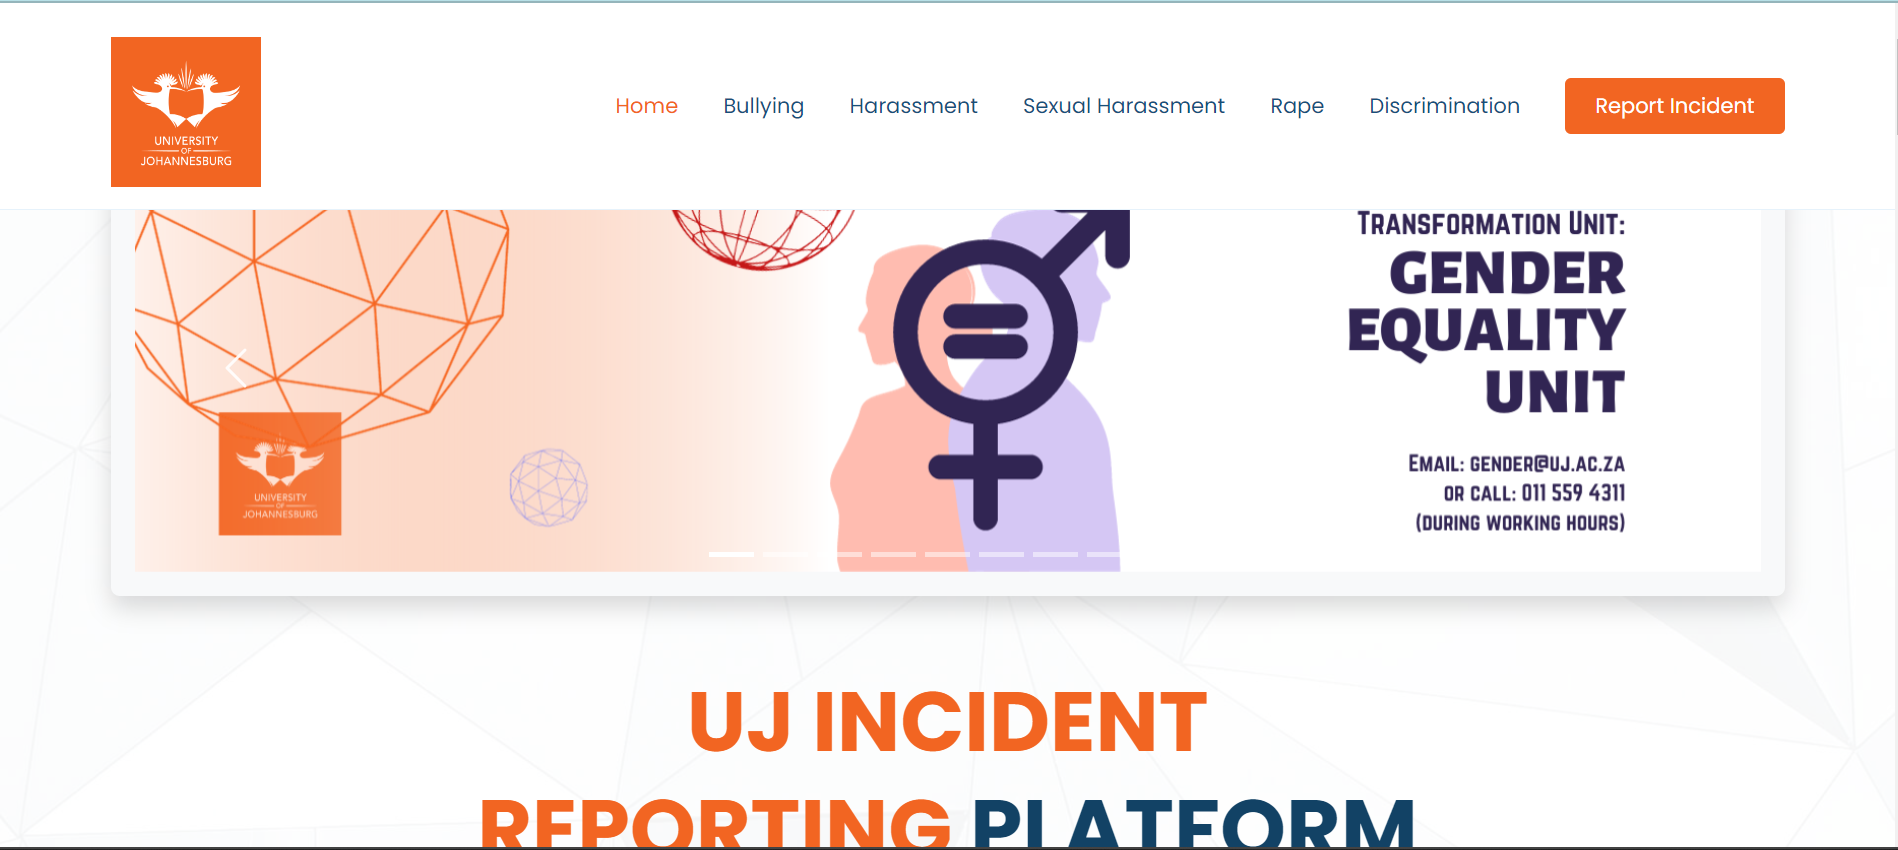 UNIVERSITY
OF
JOHANNESBURG
Home Bullying Harassment Sexual Harassment Rape Discrimination Report Incident
TRANSFORMATION UNIT:
GENDER
EQUALITY
UNIT
EMAIL: GENDER@UJ.AC.ZA
OR CALL: 011 559 4311
(DURING WORKING HOURS)
UNIVERSITY
OF
JOHANNESBURG
UJ INCIDENT
REPORTING PLATFORM